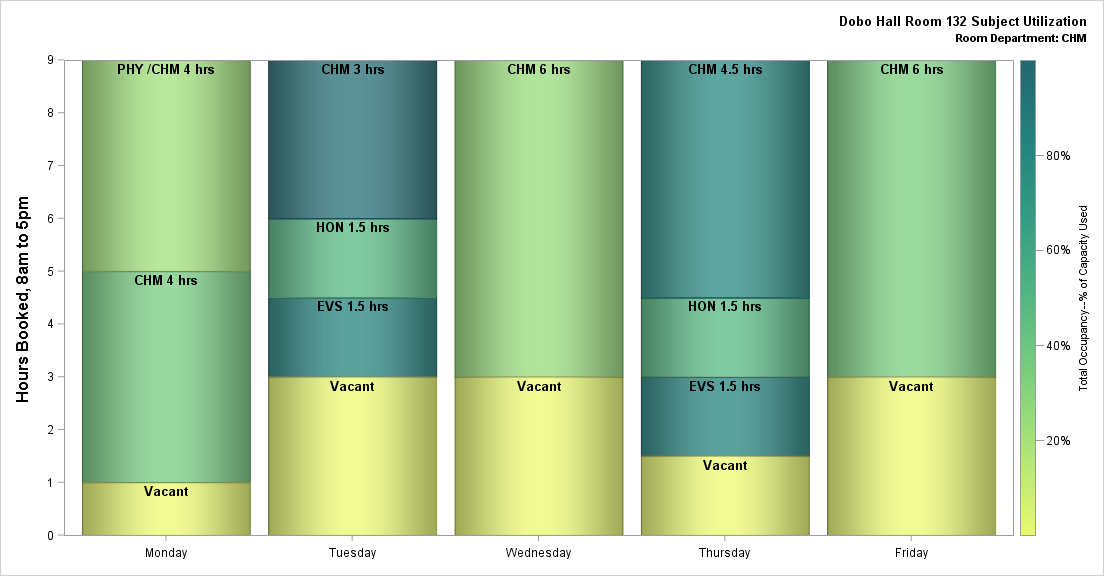 Dobo Hall Room 132 Subject Utilization
Room Department: CHM
Hours Booked, 8am to 5pm
9
8
7
6
5
4
3
2
1
0
PHY /CHM 4 hrs
CHM 4 hrs
Vacant
CHM 3 hrs
HON 1.5 hrs
EVS 1.5 hrs
Vacant
CHM 6 hrs
Vacant
CHM 4.5 hrs
HON 1.5 hrs
EVS 1.5 hrs
Vacant
CHM 6 hrs
Vacant
Monday
Tuesday
Wednesday
Thursday
Friday
80%
60%
40%
20%
Total Occupancy--% of Capacity Used